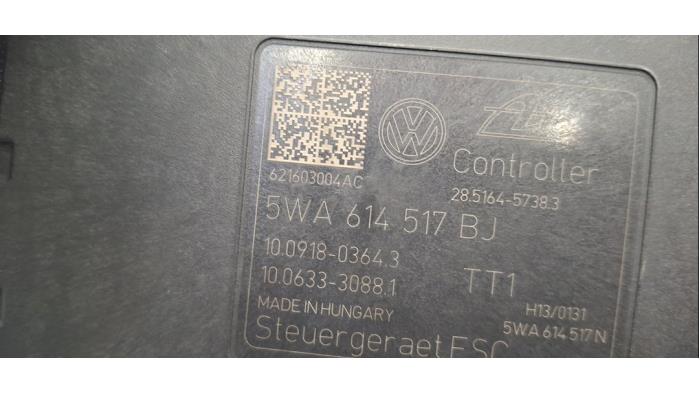 ATE
Controller
621603004AC
28.5164-5738.3
5WA 614 517 BJ
10.0918-0364.3
10.0633-3088.1
TT1
MADE IN HUNGARY
H13/0131
5WA 614 517 N
Steuergeraet ESC